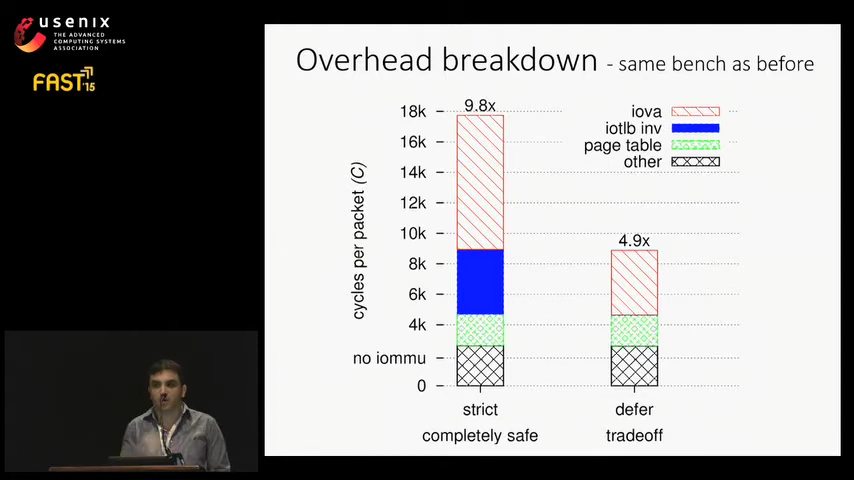 usenix
THE ADVANCED
COMPUTING SYSTEMS
ASSOCIATION
FAST '15
Overhead breakdown - same bench as before
9.8x
4.9x
iova
iotlb inv
page table
other
cycles per packet (C)
18k
16k
14k
12k
10k
8k
6k
4k
no iommu
0
strict
defer
completely safe
tradeoff